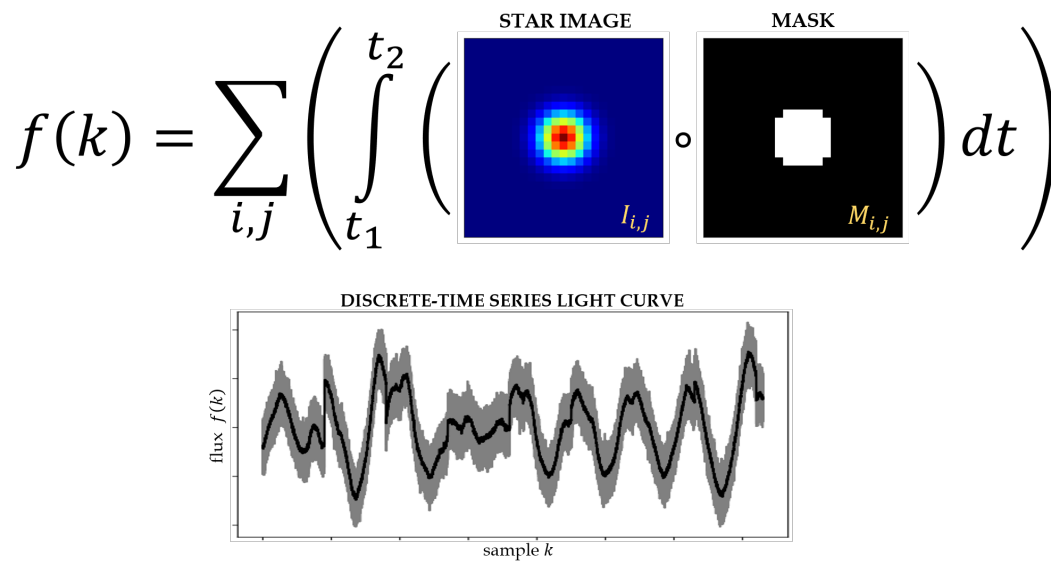 STAR IMAGE MASK
f(k) = ∑ i,j ( ∫ t₂ t₁ ( I_{i,j} ∘ M_{i,j} ) dt )
DISCRETE-TIME SERIES LIGHT CURVE
flux f(k)
sample k